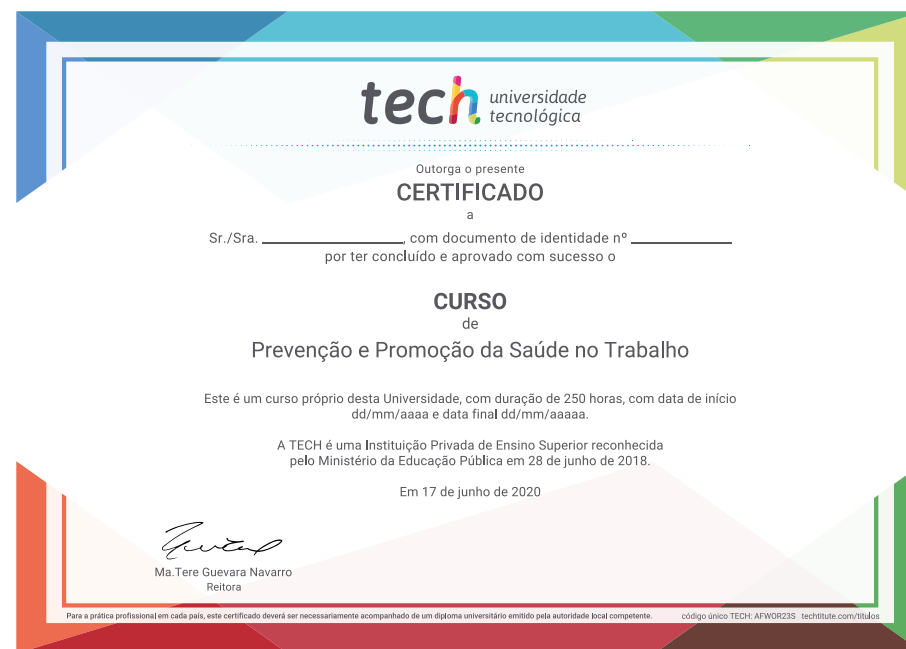 tech universidade
tecnológica
Outorga o presente
CERTIFICADO
a
Sr./Sra. ________________, com documento de identidade nº ____________
por ter concluído e aprovado com sucesso o
CURSO
de
Prevenção e Promoção da Saúde no Trabalho
Este é um curso próprio desta Universidade, com duração de 250 horas, com data de início
dd/mm/aaaa e data final dd/mm/aaaaa.
A TECH é uma Instituição Privada de Ensino Superior reconhecida
pelo Ministério da Educação Pública em 28 de junho de 2018.
Em 17 de junho de 2020
Ma.Tere Guevara Navarro
Reitora
Para a prática profissional em cada país, este certificado deverá ser necessariamente acompanhado de um diploma universitário emitido pela autoridade local competente. código único TECH: AFWOR23S techtitute.com/titulos